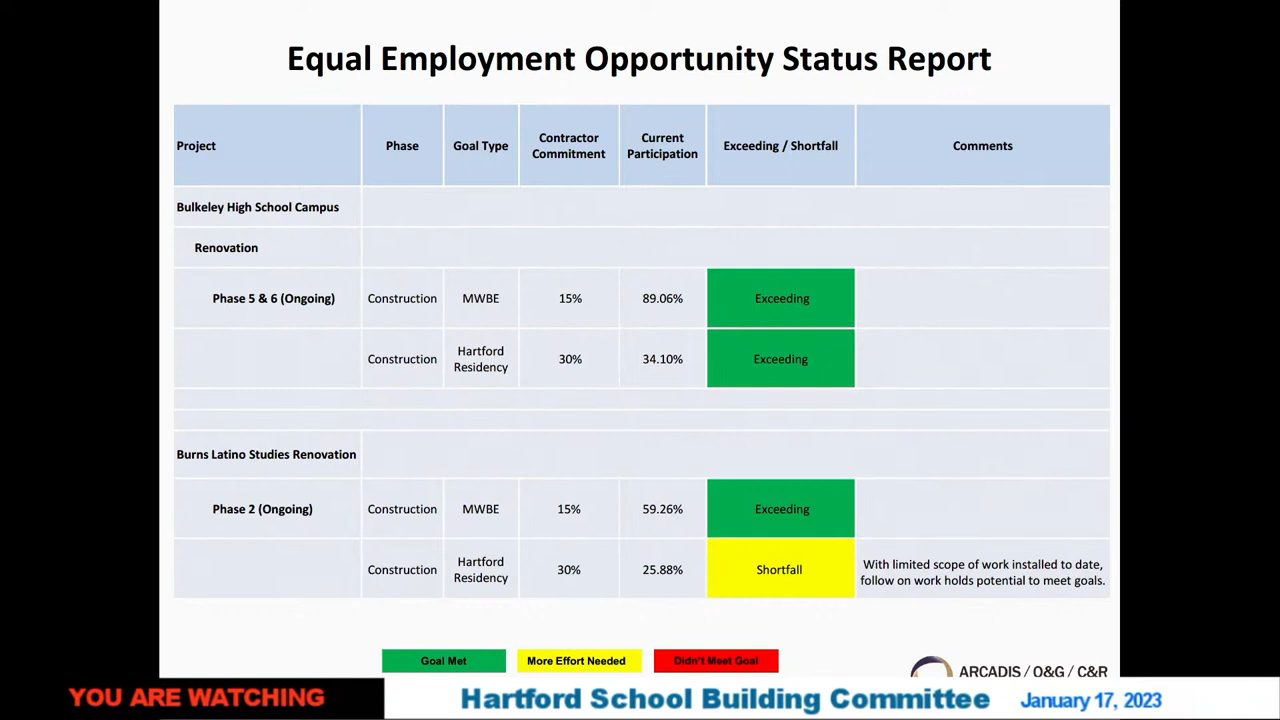 Equal Employment Opportunity Status Report
Project
Phase
Goal Type
Contractor
Commitment
Current
Participation
Exceeding / Shortfall
Comments
Bulkeley High School Campus
Renovation
Phase 5 & 6 (Ongoing)
Construction
MWBE
15%
89.06%
Exceeding
Construction
Hartford
Residency
30%
34.10%
Exceeding
Burns Latino Studies Renovation
Phase 2 (Ongoing)
Construction
MWBE
15%
59.26%
Exceeding
Construction
Hartford
Residency
30%
25.88%
Shortfall
With limited scope of work installed to date,
follow on work holds potential to meet goals.
Goal Met
More Effort Needed
Didn't Meet Goal
ARCADIS / O&G / C&R
YOU ARE WATCHING
Hartford School Building Committee
January 17, 2023